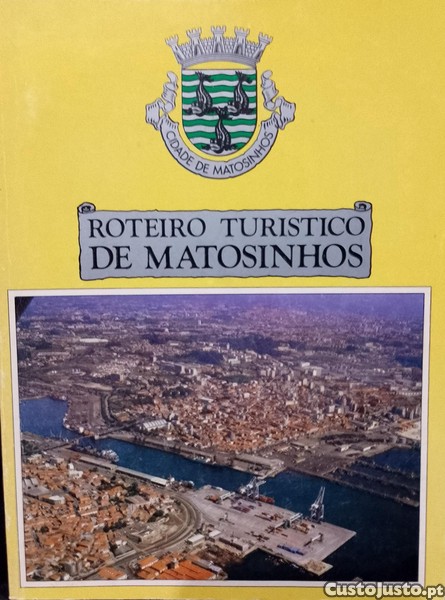 CIDADE DE MATOSINHOS
ROTEIRO TURISTICO
DE MATOSINHOS
CustoJusto.pt